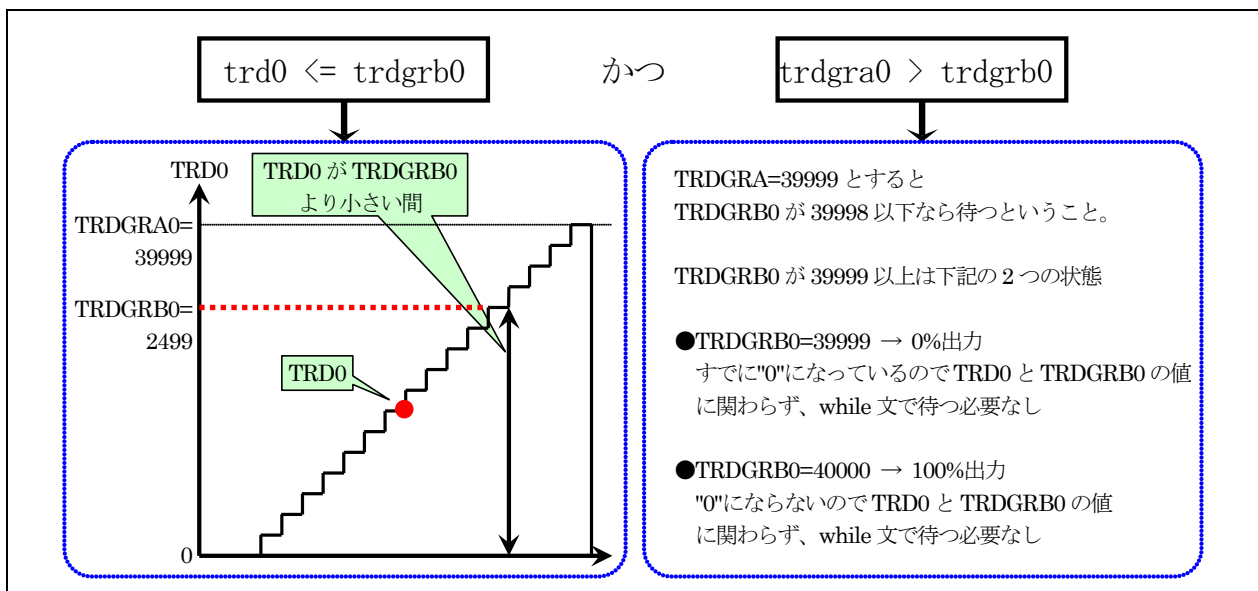 trd0 <= trdgrb0
かつ
trdgra0 > trdgrb0
TRD0
TRD0 が TRDGRB0
より小さい間
TRDGRA0=
39999
TRDGRB0=
2499
TRD0
0
TRDGRA=39999 とすると
TRDGRB0 が 39998 以下なら待つということ。
TRDGRB0 が 39999 以上は下記の 2 つの状態
●TRDGRB0=39999 → 0%出力
すでに"0"になっているので TRD0 と TRDGRB0 の値
に関わらず、while 文で待つ必要なし
●TRDGRB0=40000 → 100%出力
"0"にならないので TRD0 と TRDGRB0 の値
に関わらず、while 文で待つ必要なし